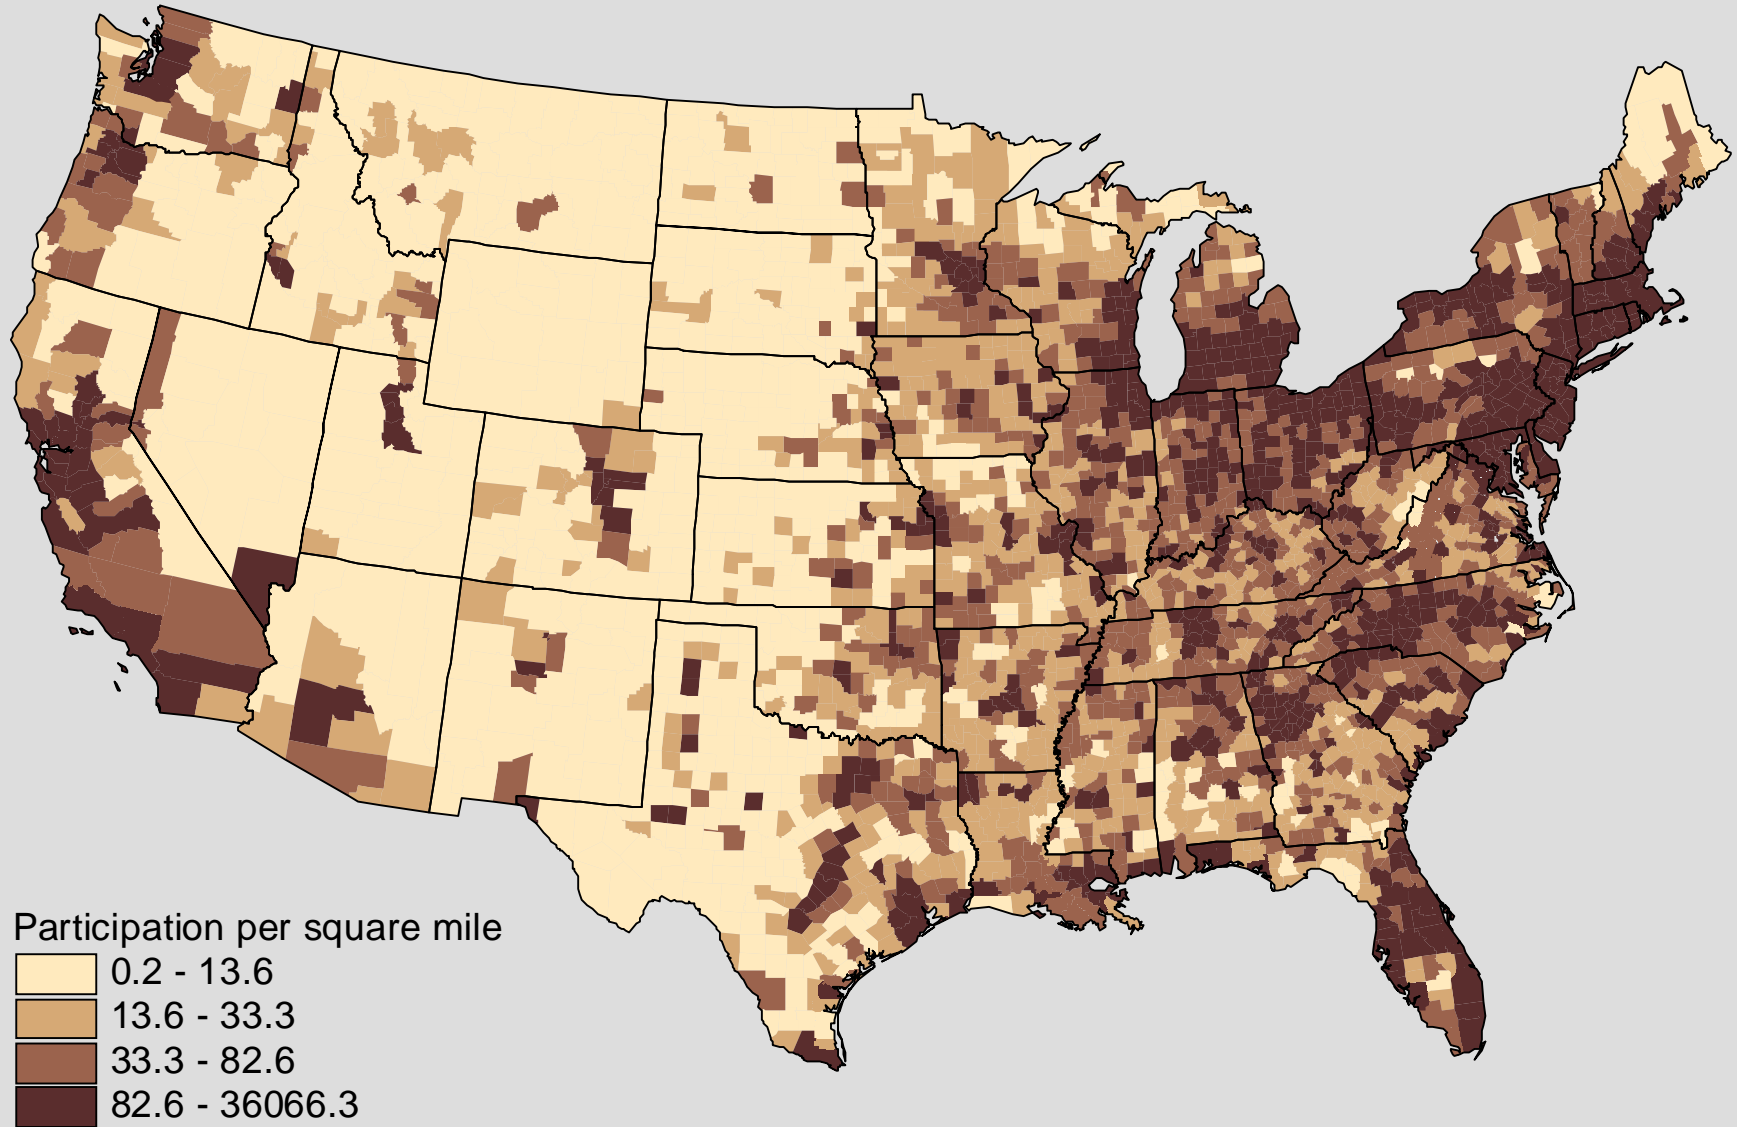 Participation per square mile
0.2 - 13.6
13.6 - 33.3
33.3 - 82.6
82.6 - 36066.3